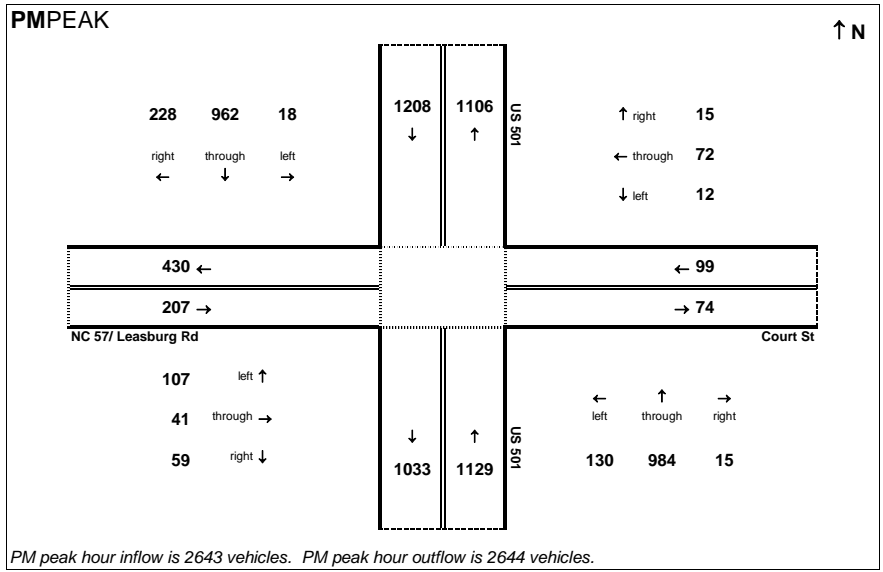 PMPEAK
↑ N
228 962 18
right through left
← ↓ →
1208 1106
↓ ↑
US 501
↑ right 15
← through 72
↓ left 12
430 ←
← 99
207 →
→ 74
NC 57/ Leasburg Rd
Court St
107 left ↑
41 through →
59 right ↓
↓ ↑
1033 1129
US 501
← ↑ →
left through right
130 984 15
PM peak hour inflow is 2643 vehicles.  PM peak hour outflow is 2644 vehicles.